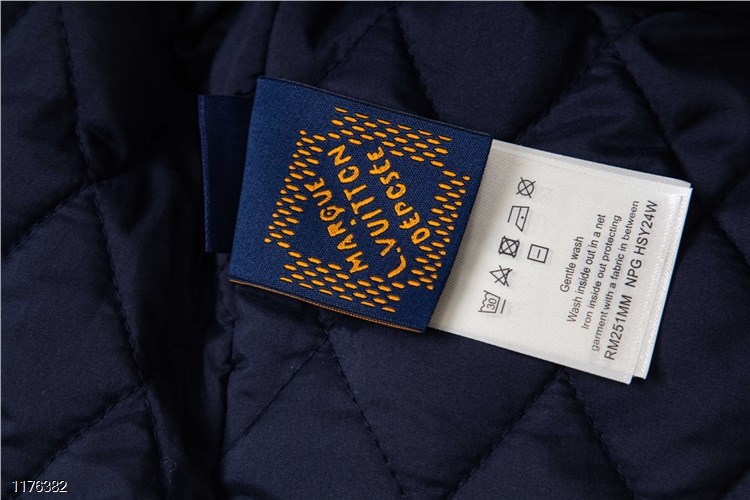 MARQUE
L.VUITTON
DÉPOSÉE
30
Gentle wash
Wash inside out in a net
Iron inside out protecting
garment with a fabric in between
RM251MM NPG HSY24W
1176382